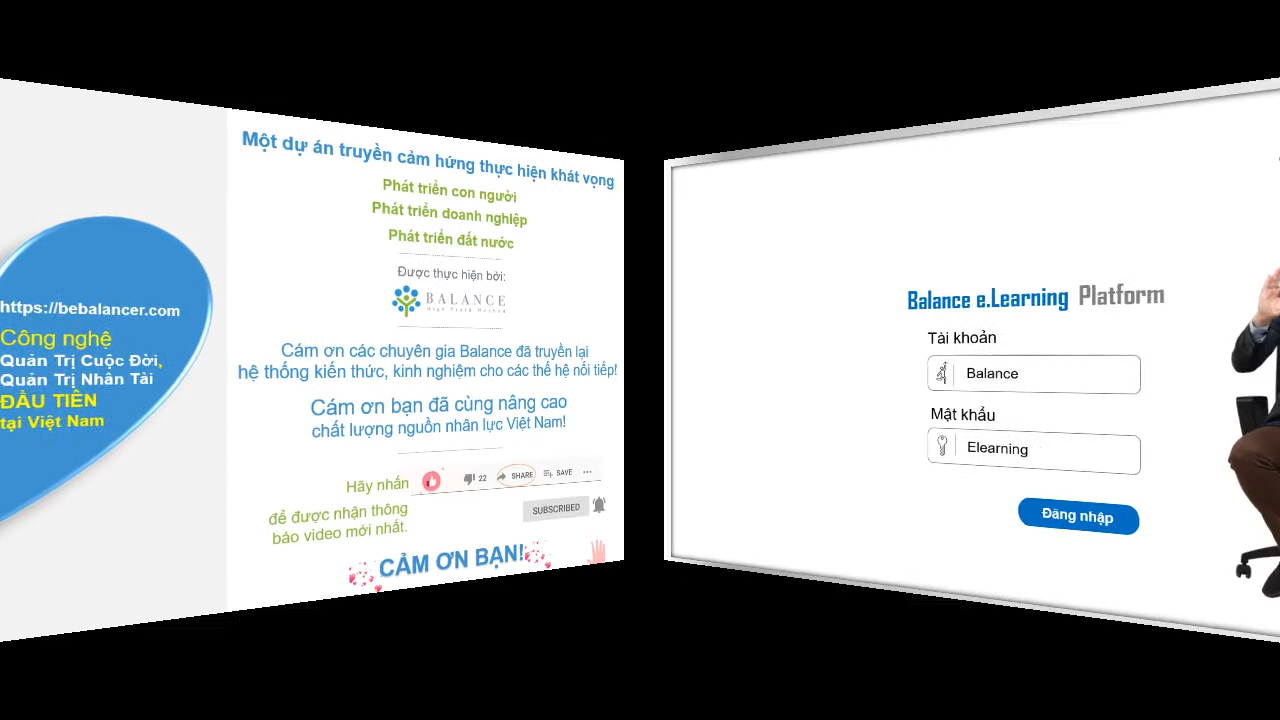 https://bebalancer.com
Công nghệ
Quản Trị Cuộc Đời,
Quản Trị Nhân Tài
ĐẦU TIÊN
tại Việt Nam
Một dự án truyền cảm hứng thực hiện khát vọng
Phát triển con người
Phát triển doanh nghiệp
Phát triển đất nước
Được thực hiện bởi:
BALANCE
High Yield Method
Cám ơn các chuyên gia Balance đã truyền lại
hệ thống kiến thức, kinh nghiệm cho các thế hệ nối tiếp!
Cám ơn bạn đã cùng nâng cao
chất lượng nguồn nhân lực Việt Nam!
Hãy nhấn
22 SHARE SAVE ...
để được nhận thông
báo video mới nhất.
SUBSCRIBED
CẢM ƠN BẠN!
Balance e.Learning Platform
Tài khoản
Balance
Mật khẩu
Elearning
Đăng nhập